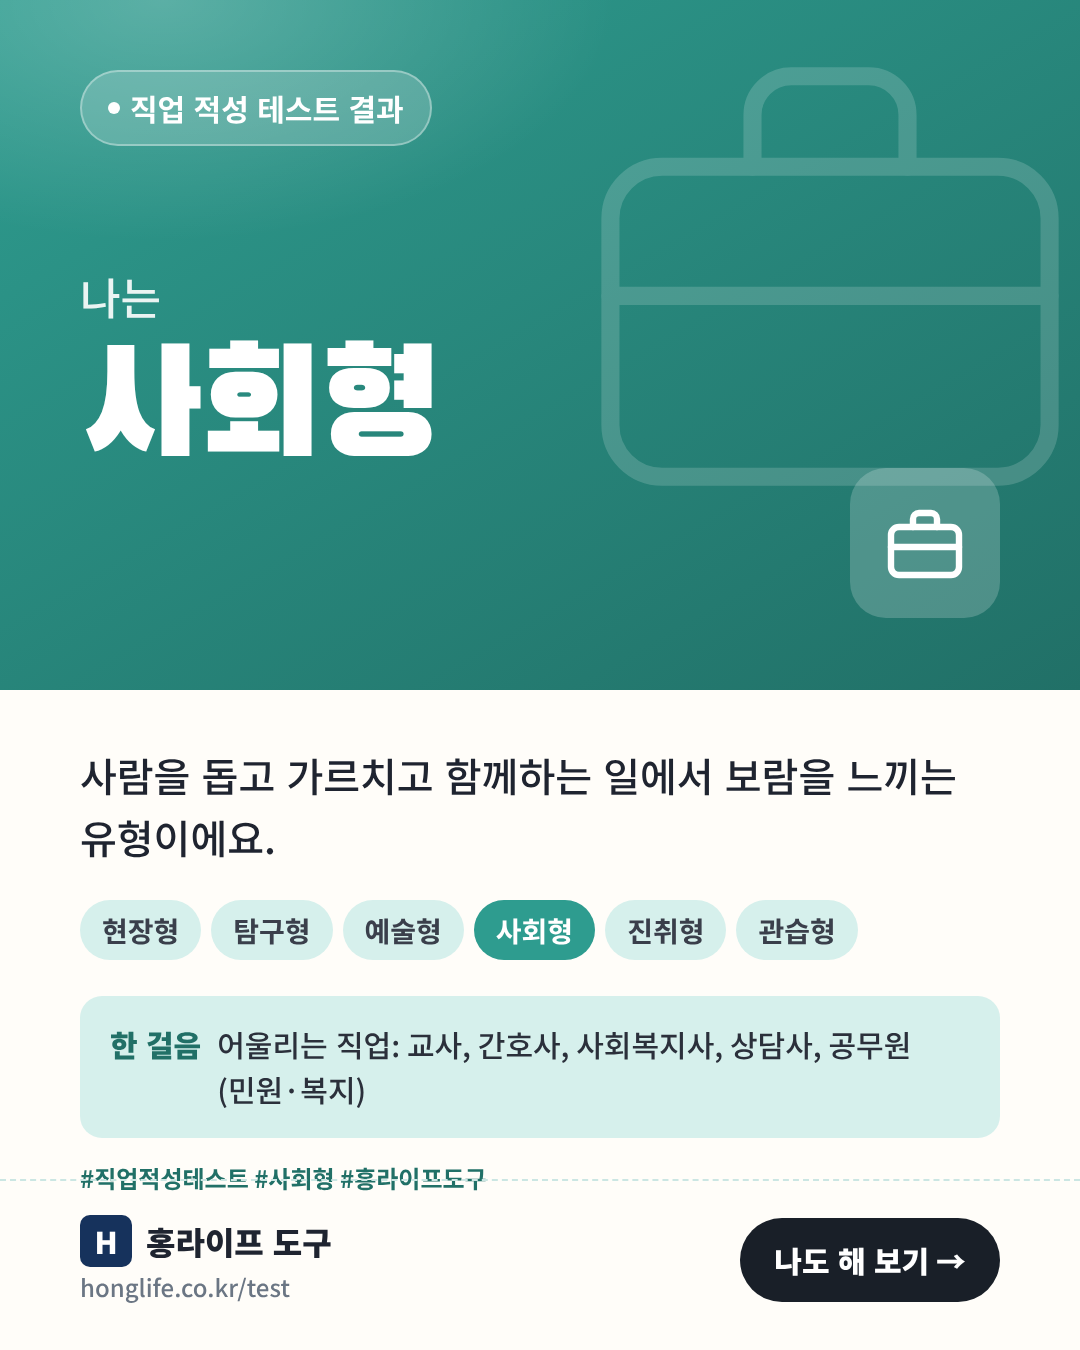 직업 적성 테스트 결과
나는
사회형
사람을 돕고 가르치고 함께하는 일에서 보람을 느끼는
유형이에요.
현장형 탐구형 예술형 사회형 진취형 관습형
한 걸음 어울리는 직업: 교사, 간호사, 사회복지사, 상담사, 공무원
(민원·복지)
#직업적성테스트 #사회형 #홍라이프도구
H 홍라이프 도구
honglife.co.kr/test
나도 해 보기 →